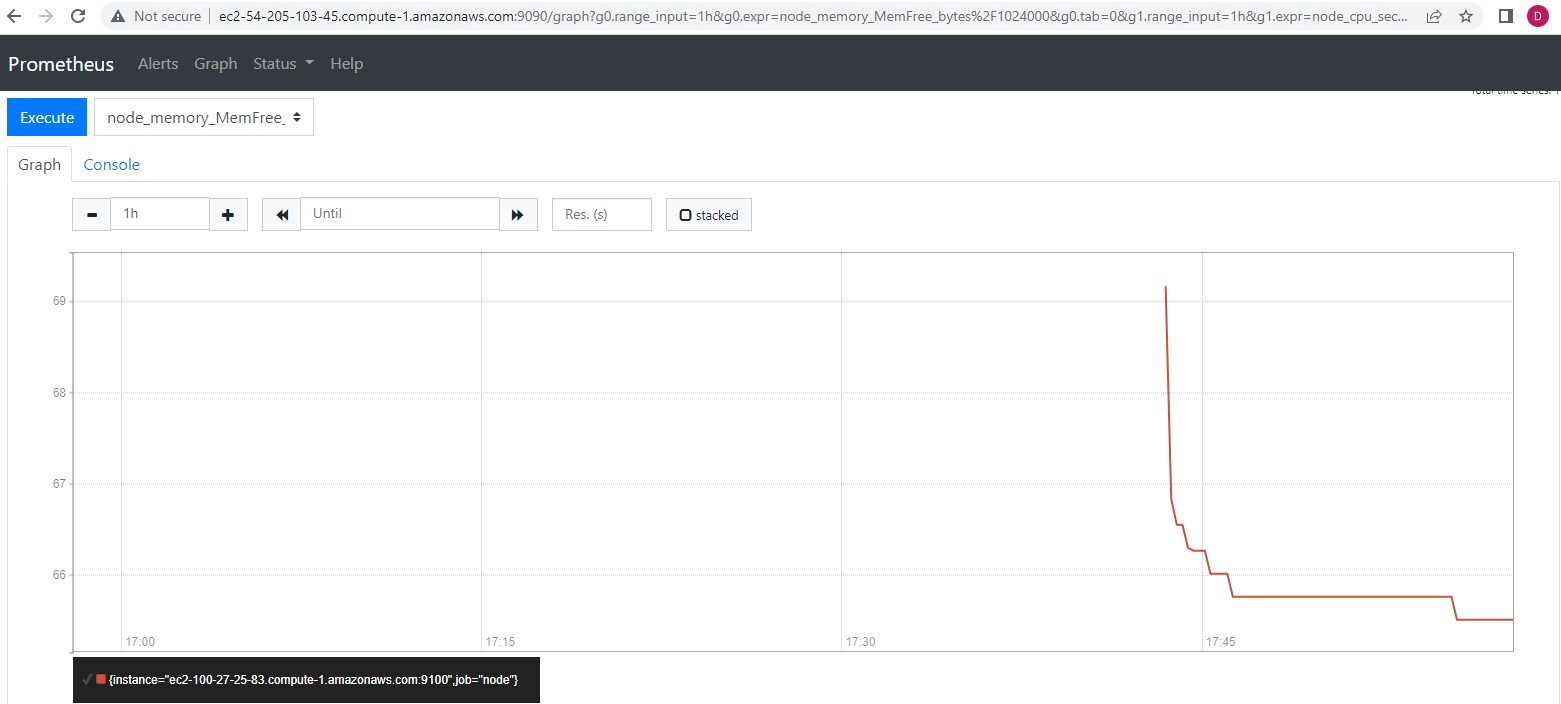 Not secure | ec2-54-205-103-45.compute-1.amazonaws.com:9090/graph?g0.range_input=1h&g0.expr=node_memory_MemFree_bytes%2F1024000&g0.tab=0&g1.range_input=1h&g1.expr=node_cpu_sec... D
Prometheus Alerts Graph Status Help
Total time series: 1
Execute node_memory_MemFree_
Graph Console
1h Until Res. (s) stacked
69
68
67
66
17:00 17:15 17:30 17:45
{instance="ec2-100-27-25-83.compute-1.amazonaws.com:9100",job="node"}